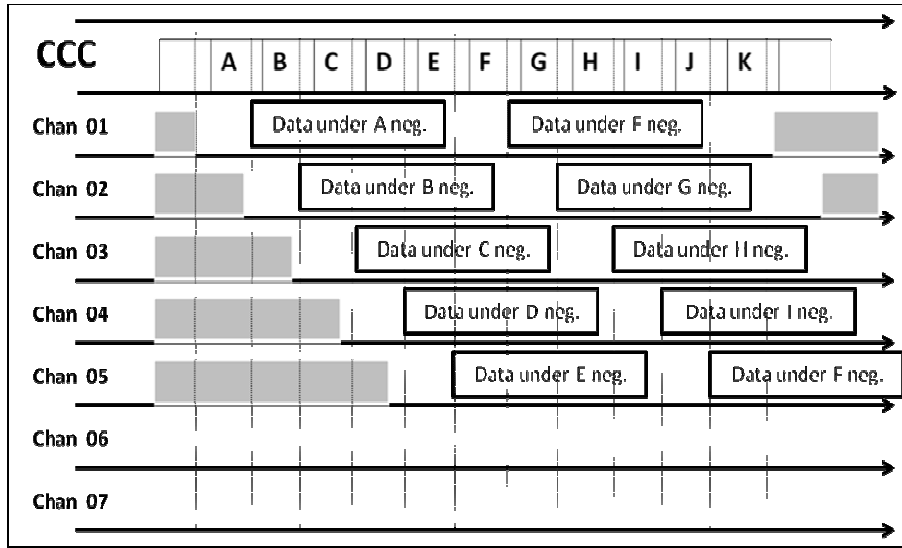 CCC A B C D E F G H I J K
Chan 01 Data under A neg. Data under F neg.
Chan 02 Data under B neg. Data under G neg.
Chan 03 Data under C neg. Data under H neg.
Chan 04 Data under D neg. Data under I neg.
Chan 05 Data under E neg. Data under F neg.
Chan 06
Chan 07